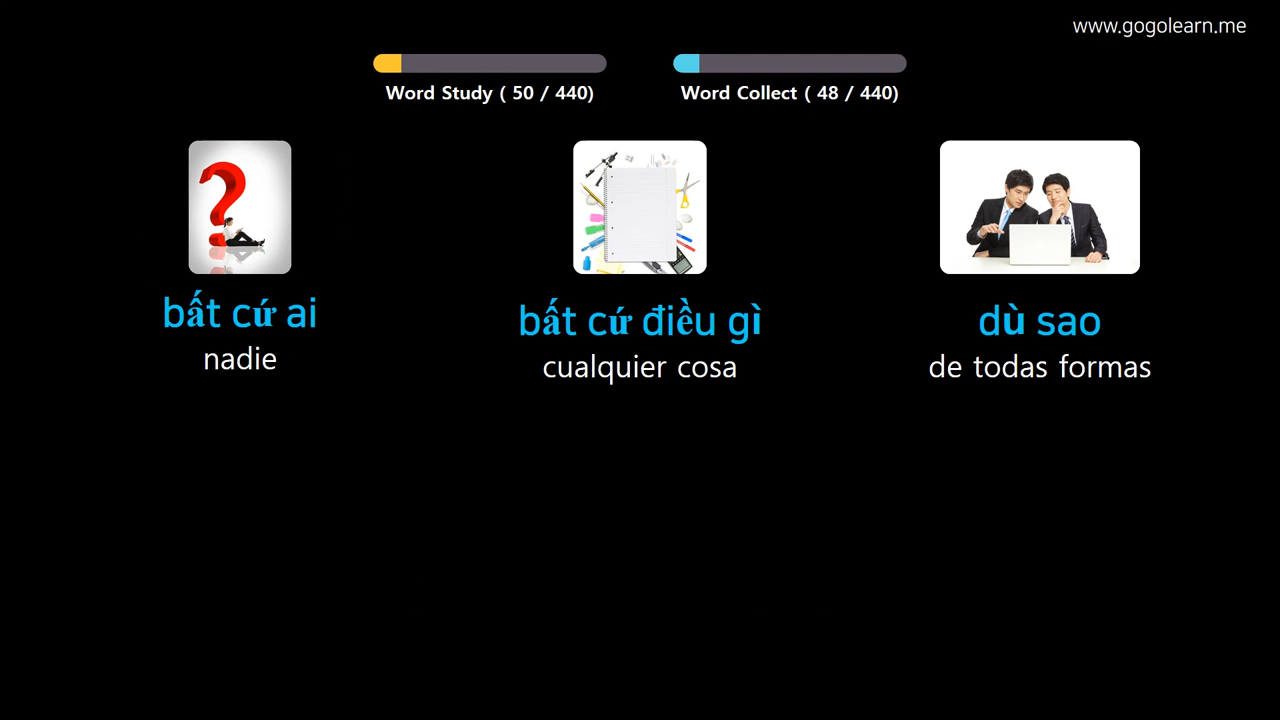 www.gogolearn.me
Word Study ( 50 / 440)
Word Collect ( 48 / 440)
bất cứ ai
nadie
bất cứ điều gì
cualquier cosa
dù sao
de todas formas